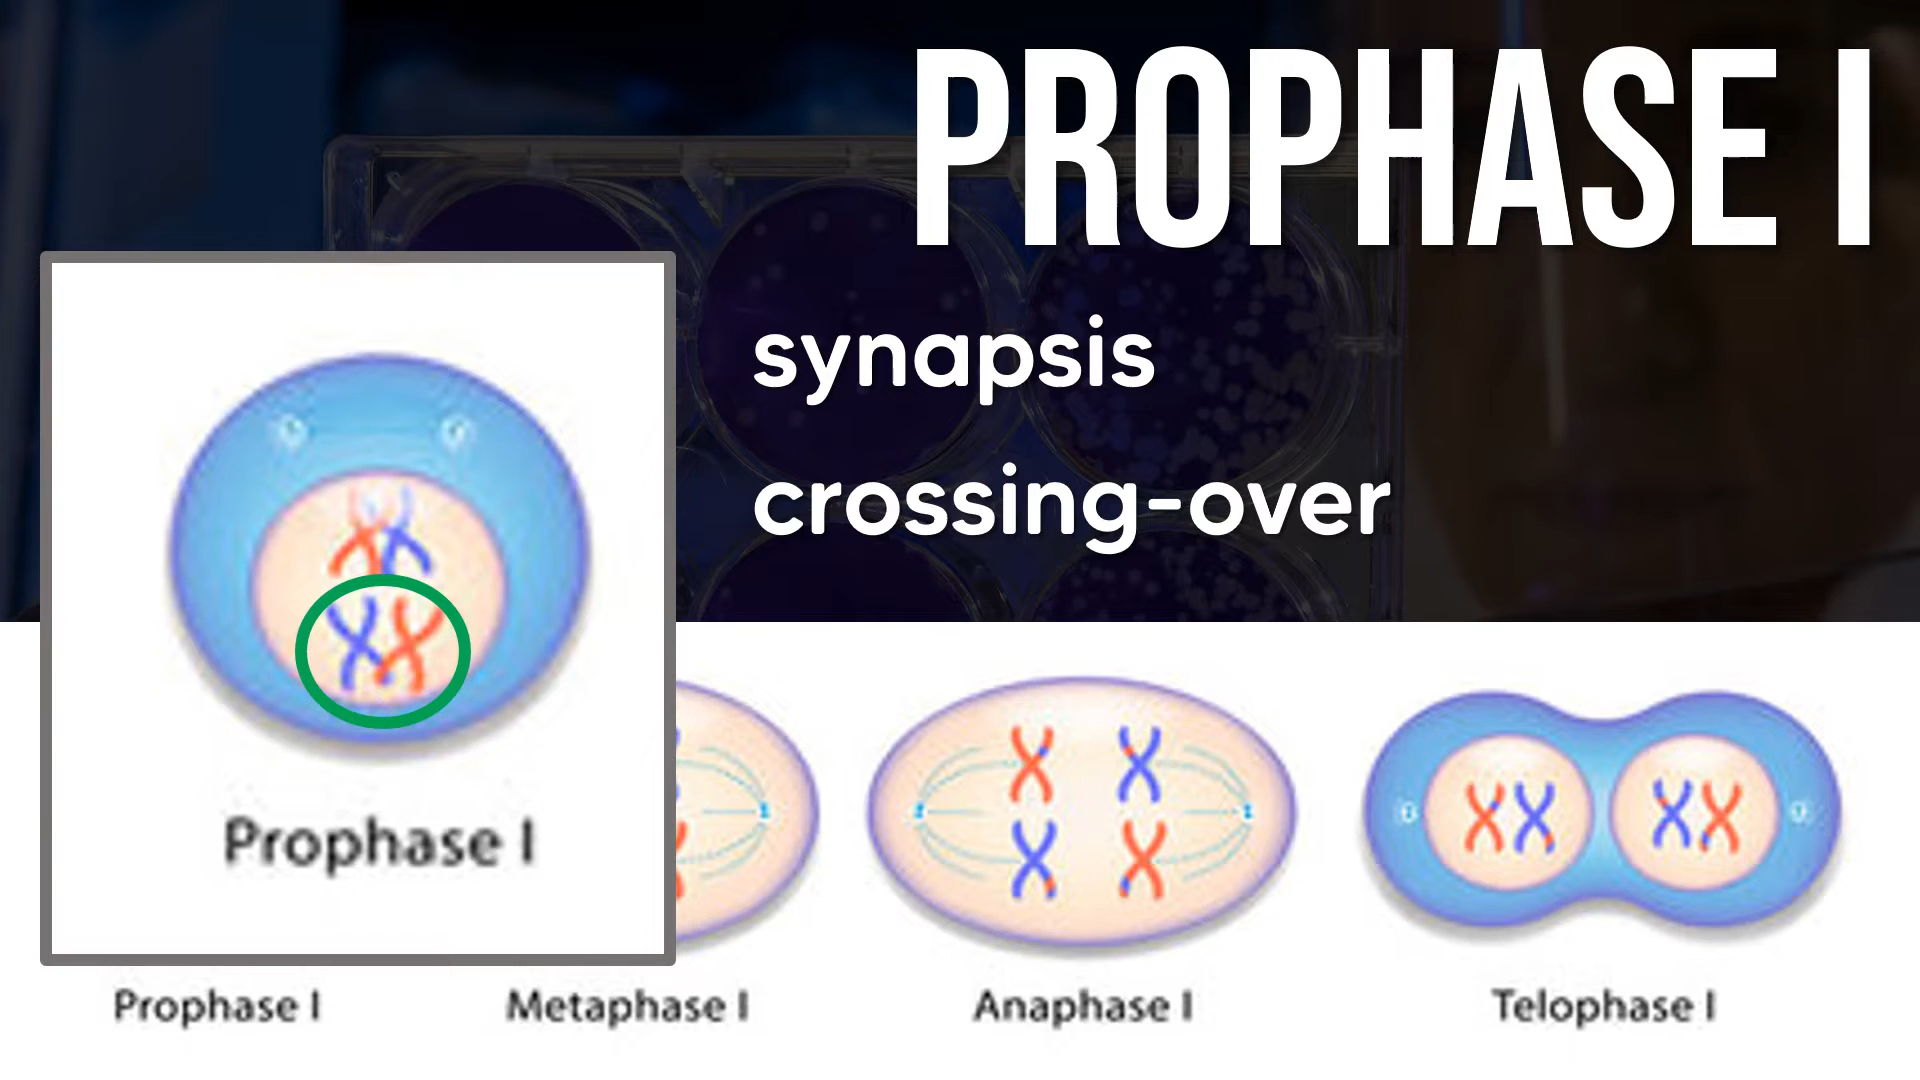 PROPHASE I
synapsis
crossing-over
Prophase I
Prophase I
Metaphase I
Anaphase I
Telophase I